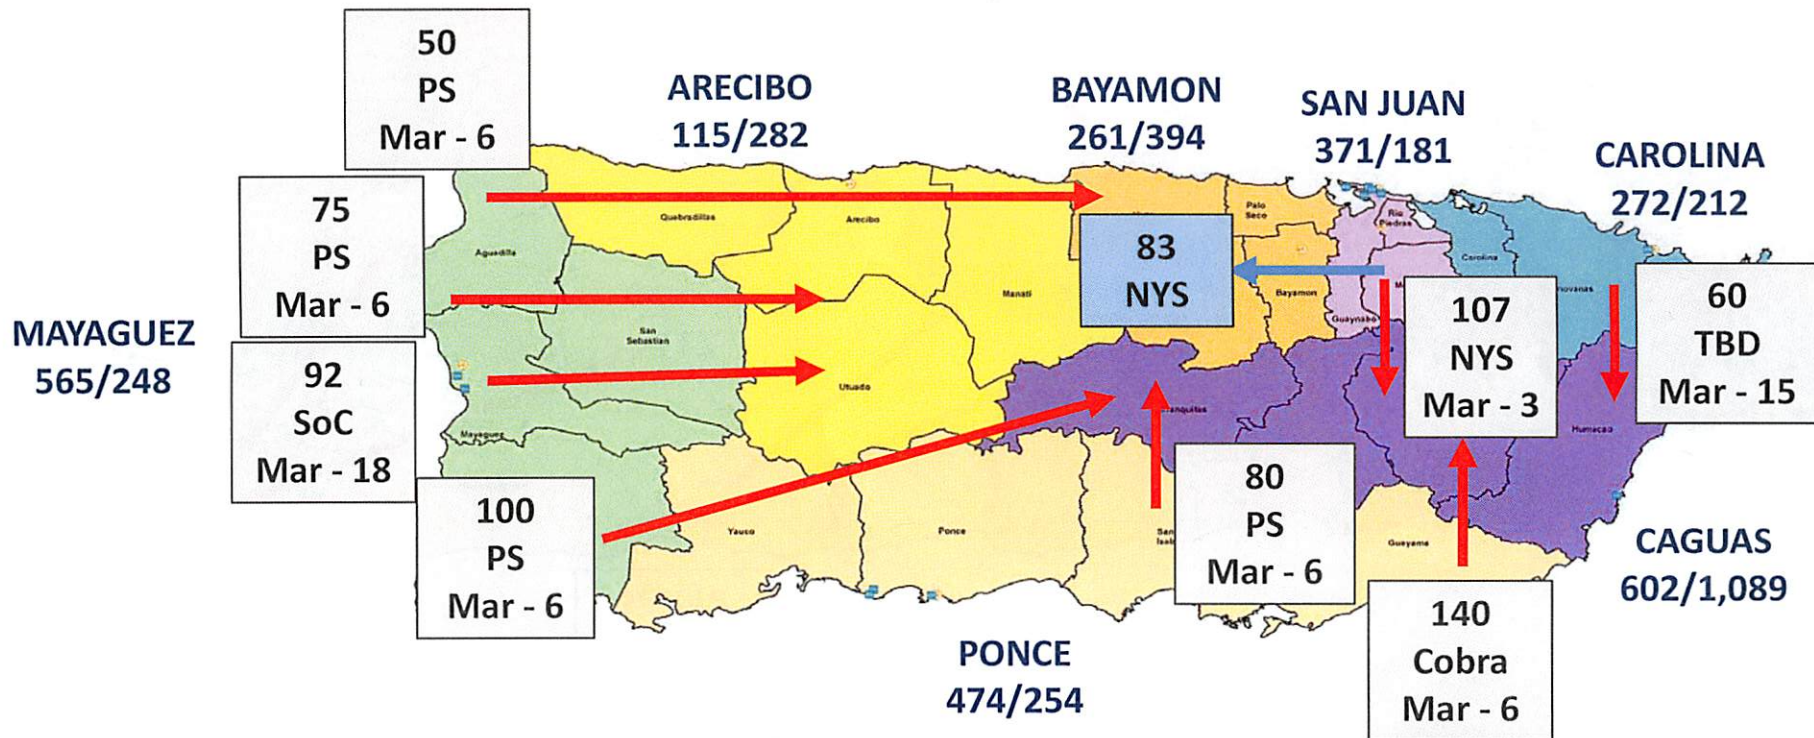 50
PS
Mar - 6
ARECIBO
115/282
BAYAMON
261/394
SAN JUAN
371/181
CAROLINA
272/212
75
PS
Mar - 6
MAYAGUEZ
565/248
92
SoC
Mar - 18
100
PS
Mar - 6
83
NYS
107
NYS
Mar - 3
60
TBD
Mar - 15
80
PS
Mar - 6
140
Cobra
Mar - 6
CAGUAS
602/1,089
PONCE
474/254
Quebradillas
Arecibo
Palo
Seco
Rio
Piedras
Aguadilla
Manati
Bayamon
Carolina
Guaynabo
San
Sebastian
Utuado
Mayaguez
Humacao
Yauco
Ponce
Guayama